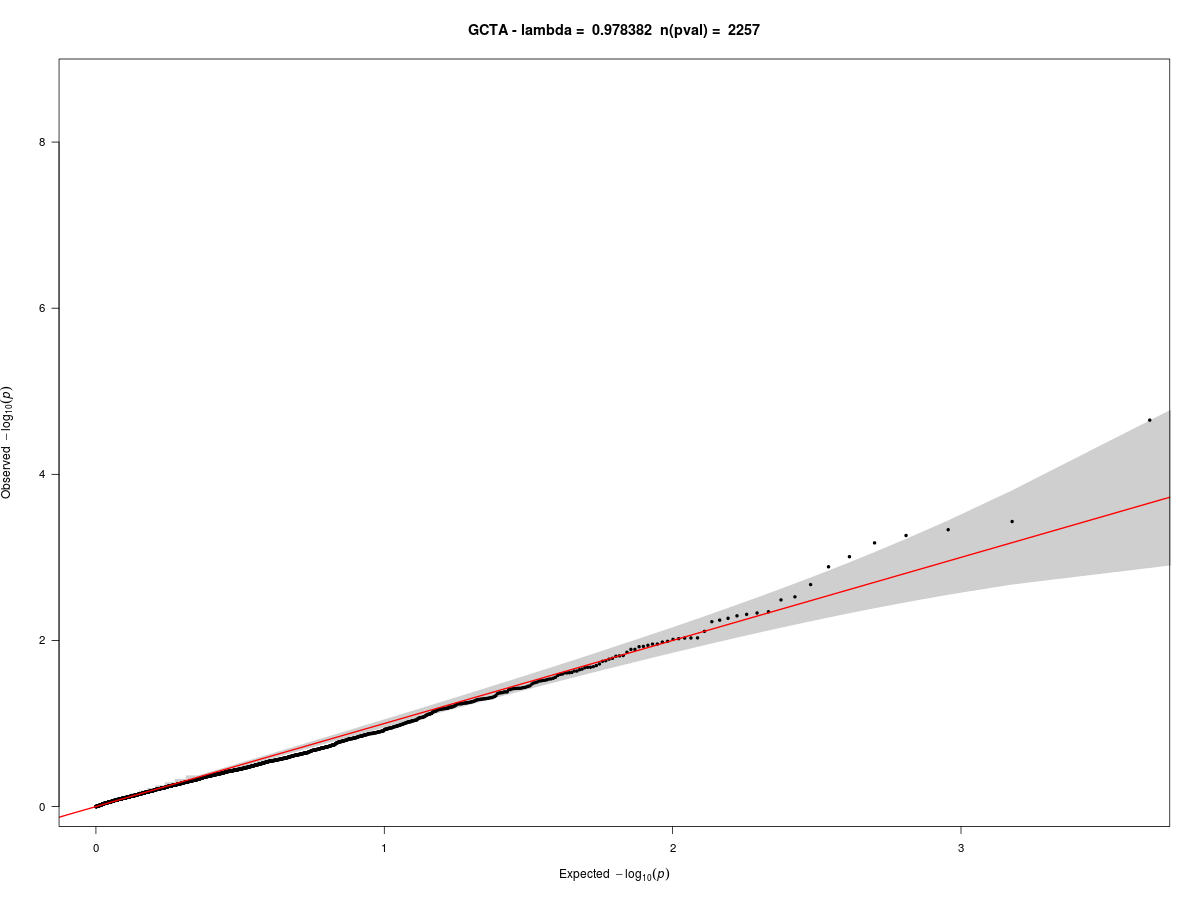 GCTA - lambda = 0.978382 n(pval) = 2257
8
6
4
2
0
Observed −log10(p)
0 1 2 3
Expected −log10(p)